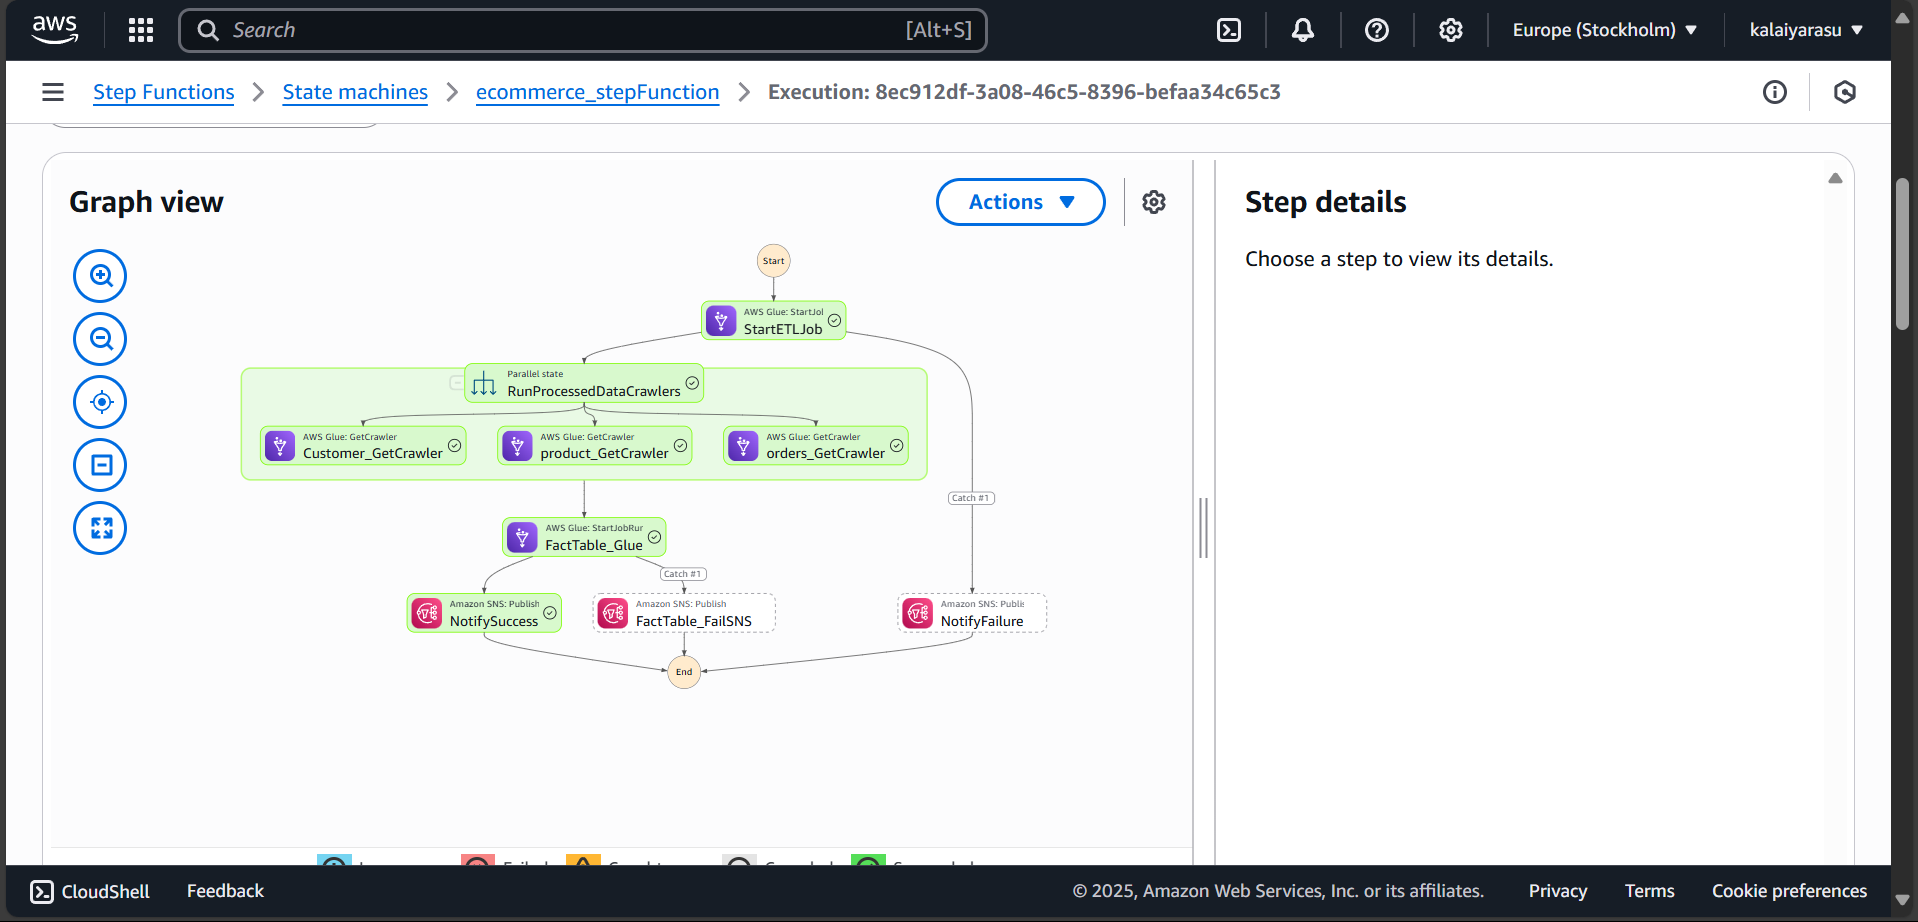 aws
Search
[Alt+S]
Europe (Stockholm)
kalaiyarasu
Step Functions
State machines
ecommerce_stepFunction
Execution: 8ec912df-3a08-46c5-8396-befaa34c65c3
Graph view
Actions
Start
AWS Glue: StartJol
StartETLJob
Parallel state
RunProcessedDataCrawlers
AWS Glue: GetCrawler
Customer_GetCrawler
AWS Glue: GetCrawler
product_GetCrawler
AWS Glue: GetCrawler
orders_GetCrawler
Catch #1
AWS Glue: StartJobRur
FactTable_Glue
Catch #1
Amazon SNS: Publish
NotifySuccess
Amazon SNS: Publish
FactTable_FailSNS
Amazon SNS: Publi
NotifyFailure
End
Step details
Choose a step to view its details.
CloudShell
Feedback
© 2025, Amazon Web Services, Inc. or its affiliates.
Privacy
Terms
Cookie preferences